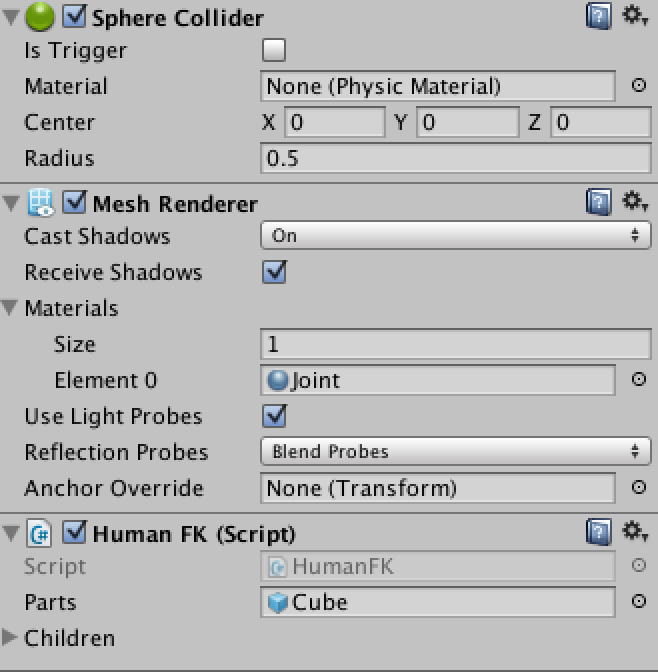 Sphere Collider
Is Trigger
Material None (Physic Material)
Center X 0 Y 0 Z 0
Radius 0.5
Mesh Renderer
Cast Shadows On
Receive Shadows
Materials
Size 1
Element 0 Joint
Use Light Probes
Reflection Probes Blend Probes
Anchor Override None (Transform)
Human FK (Script)
Script HumanFK
Parts Cube
Children